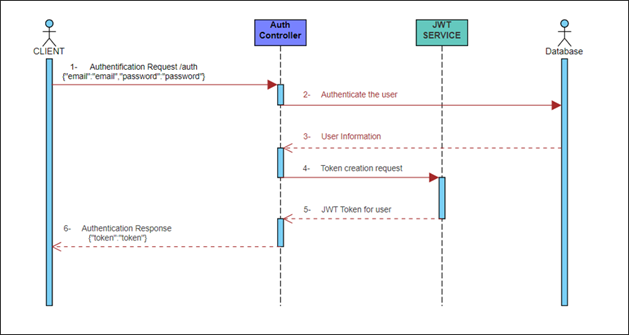 Auth
Controller
JWT
SERVICE
CLIENT
Database
1- Authentification Request /auth
{"email":"email","password":"password"}
2- Authenticate the user
3- User Information
4- Token creation request
5- JWT Token for user
6- Authentication Response
{"token":"token"}